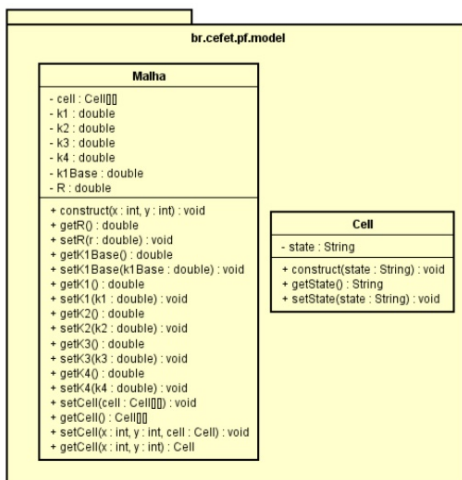 br.cefet.pf.model
Malha
- cell : Cell[][]
- k1 : double
- k2 : double
- k3 : double
- k4 : double
- k1Base : double
- R : double
+ construct(x : int, y : int) : void
+ getR() : double
+ setR(r : double) : void
+ getK1Base() : double
+ setK1Base(k1Base : double) : void
+ getK1() : double
+ setK1(k1 : double) : void
+ getK2() : double
+ setK2(k2 : double) : void
+ getK3() : double
+ setK3(k3 : double) : void
+ getK4() : double
+ setK4(k4 : double) : void
+ setCell(cell : Cell[][]) : void
+ getCell() : Cell[][]
+ setCell(x : int, y : int, cell : Cell) : void
+ getCell(x : int, y : int) : Cell
Cell
- state : String
+ construct(state : String) : void
+ getState() : String
+ setState(state : String) : void